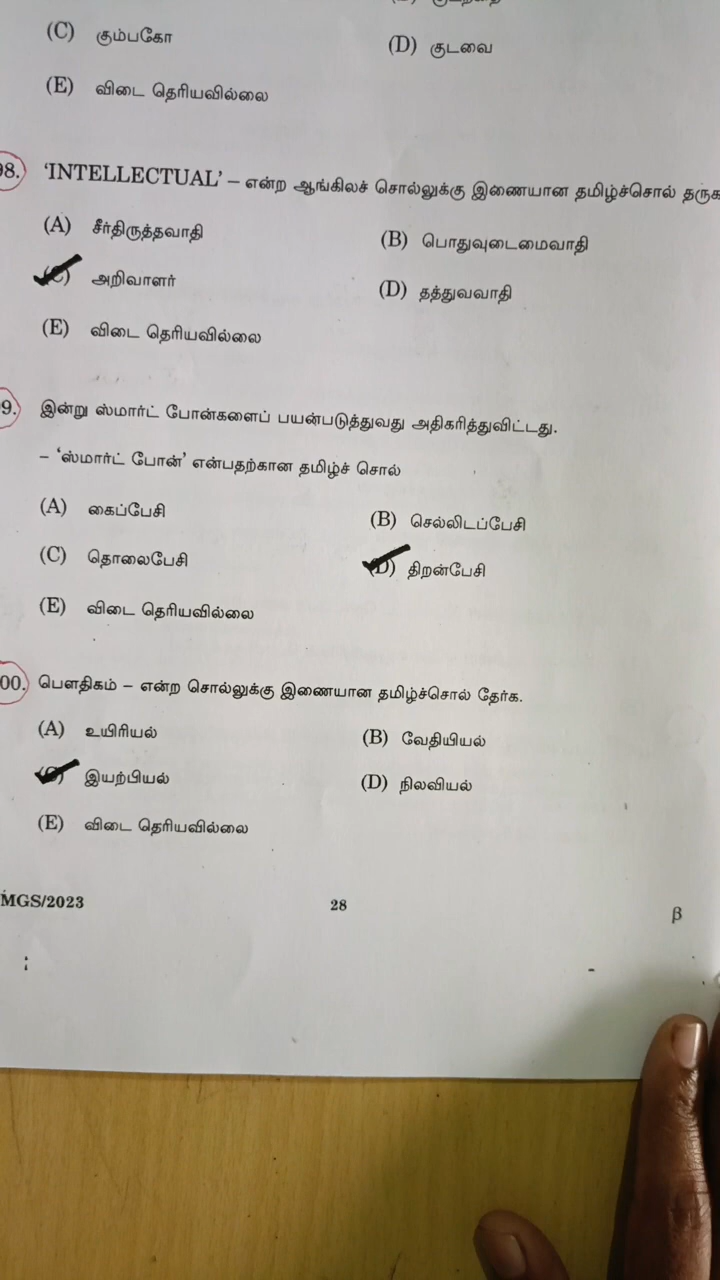 (C) கும்பகோ
(D) குடவை
(E) விடை தெரியவில்லை
98. 'INTELLECTUAL' – என்ற ஆங்கிலச் சொல்லுக்கு இணையான தமிழ்ச்சொல் தருக
(A) சீர்திருத்தவாதி
(B) பொதுவுடைமைவாதி
(C) அறிவாளர்
(D) தத்துவவாதி
(E) விடை தெரியவில்லை
9. இன்று ஸ்மார்ட் போன்களைப் பயன்படுத்துவது அதிகரித்துவிட்டது.
– 'ஸ்மார்ட் போன்' என்பதற்கான தமிழ்ச் சொல்
(A) கைப்பேசி
(B) செல்லிடப்பேசி
(C) தொலைபேசி
(D) திறன்பேசி
(E) விடை தெரியவில்லை
00. பௌதிகம் – என்ற சொல்லுக்கு இணையான தமிழ்ச்சொல் தேர்க.
(A) உயிரியல்
(B) வேதியியல்
(C) இயற்பியல்
(D) நிலவியல்
(E) விடை தெரியவில்லை
MGS/2023
28
β